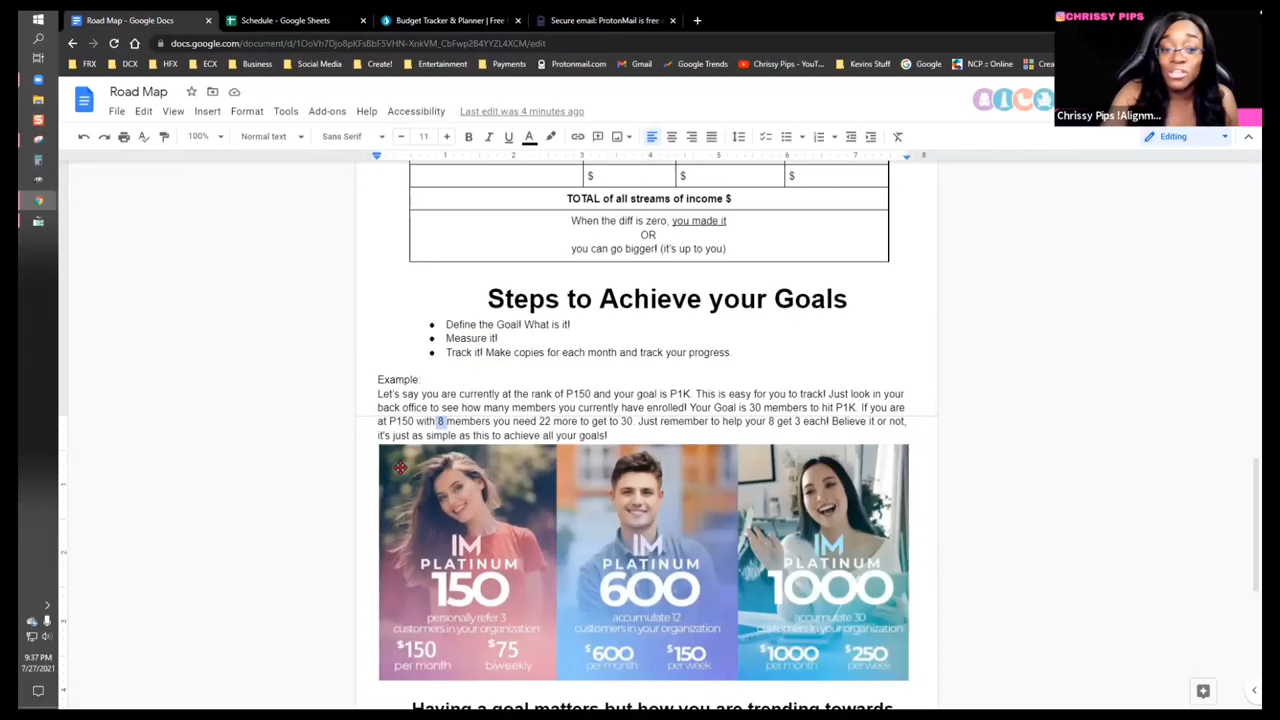 Road Map - Google Docs
Schedule - Google Sheets
Budget Tracker & Planner | Free
Secure email: ProtonMail is free
CHRISSY PIPS
docs.google.com/document/d/1OoVh7Djo8pKFsBbF5VHN-XnkVM_CbFwp2B4YYZL4XCM/edit
FRX
DCX
HFX
ECX
Business
Create!
Entertainment
Payments
Protonmail.com
Gmail
Google Trends
Chrissy Pips - YouT...
Kevins Stuff
Google
NCP :: Online
Crea
Road Map
Chrissy Pips !Alignm...
File Edit View Insert Format Tools Add-ons Help Accessibility Last edit was 4 minutes ago
100% Normal text Sans Serif 11 Editing
1 2 3 4 5 6 7 8
$ $ $
TOTAL of all streams of income $
When the diff is zero, you made it
OR
you can go bigger! (it's up to you)
Steps to Achieve your Goals
Define the Goal! What is it!
Measure it!
Track it! Make copies for each month and track your progress.
Example:
Let's say you are currently at the rank of P150 and your goal is P1K. This is easy for you to track! Just look in your
back office to see how many members you currently have enrolled! Your Goal is 30 members to hit P1K. If you are
at P150 with 8 members you need 22 more to get to 30. Just remember to help your 8 get 3 each! Believe it or not,
it's just as simple as this to achieve all your goals!
IM
PLATINUM
150
personally refer 3
customers in your organization
$150
per month
$75
biweekly
IM
PLATINUM
600
accumulate 12
customers in your organization
$600
per month
$150
per week
IM
PLATINUM
1000
accumulate 30
customers in your organization
$1000
per month
$250
per week
Having a goal matters but how you are trending towards
9:37 PM
7/27/2021